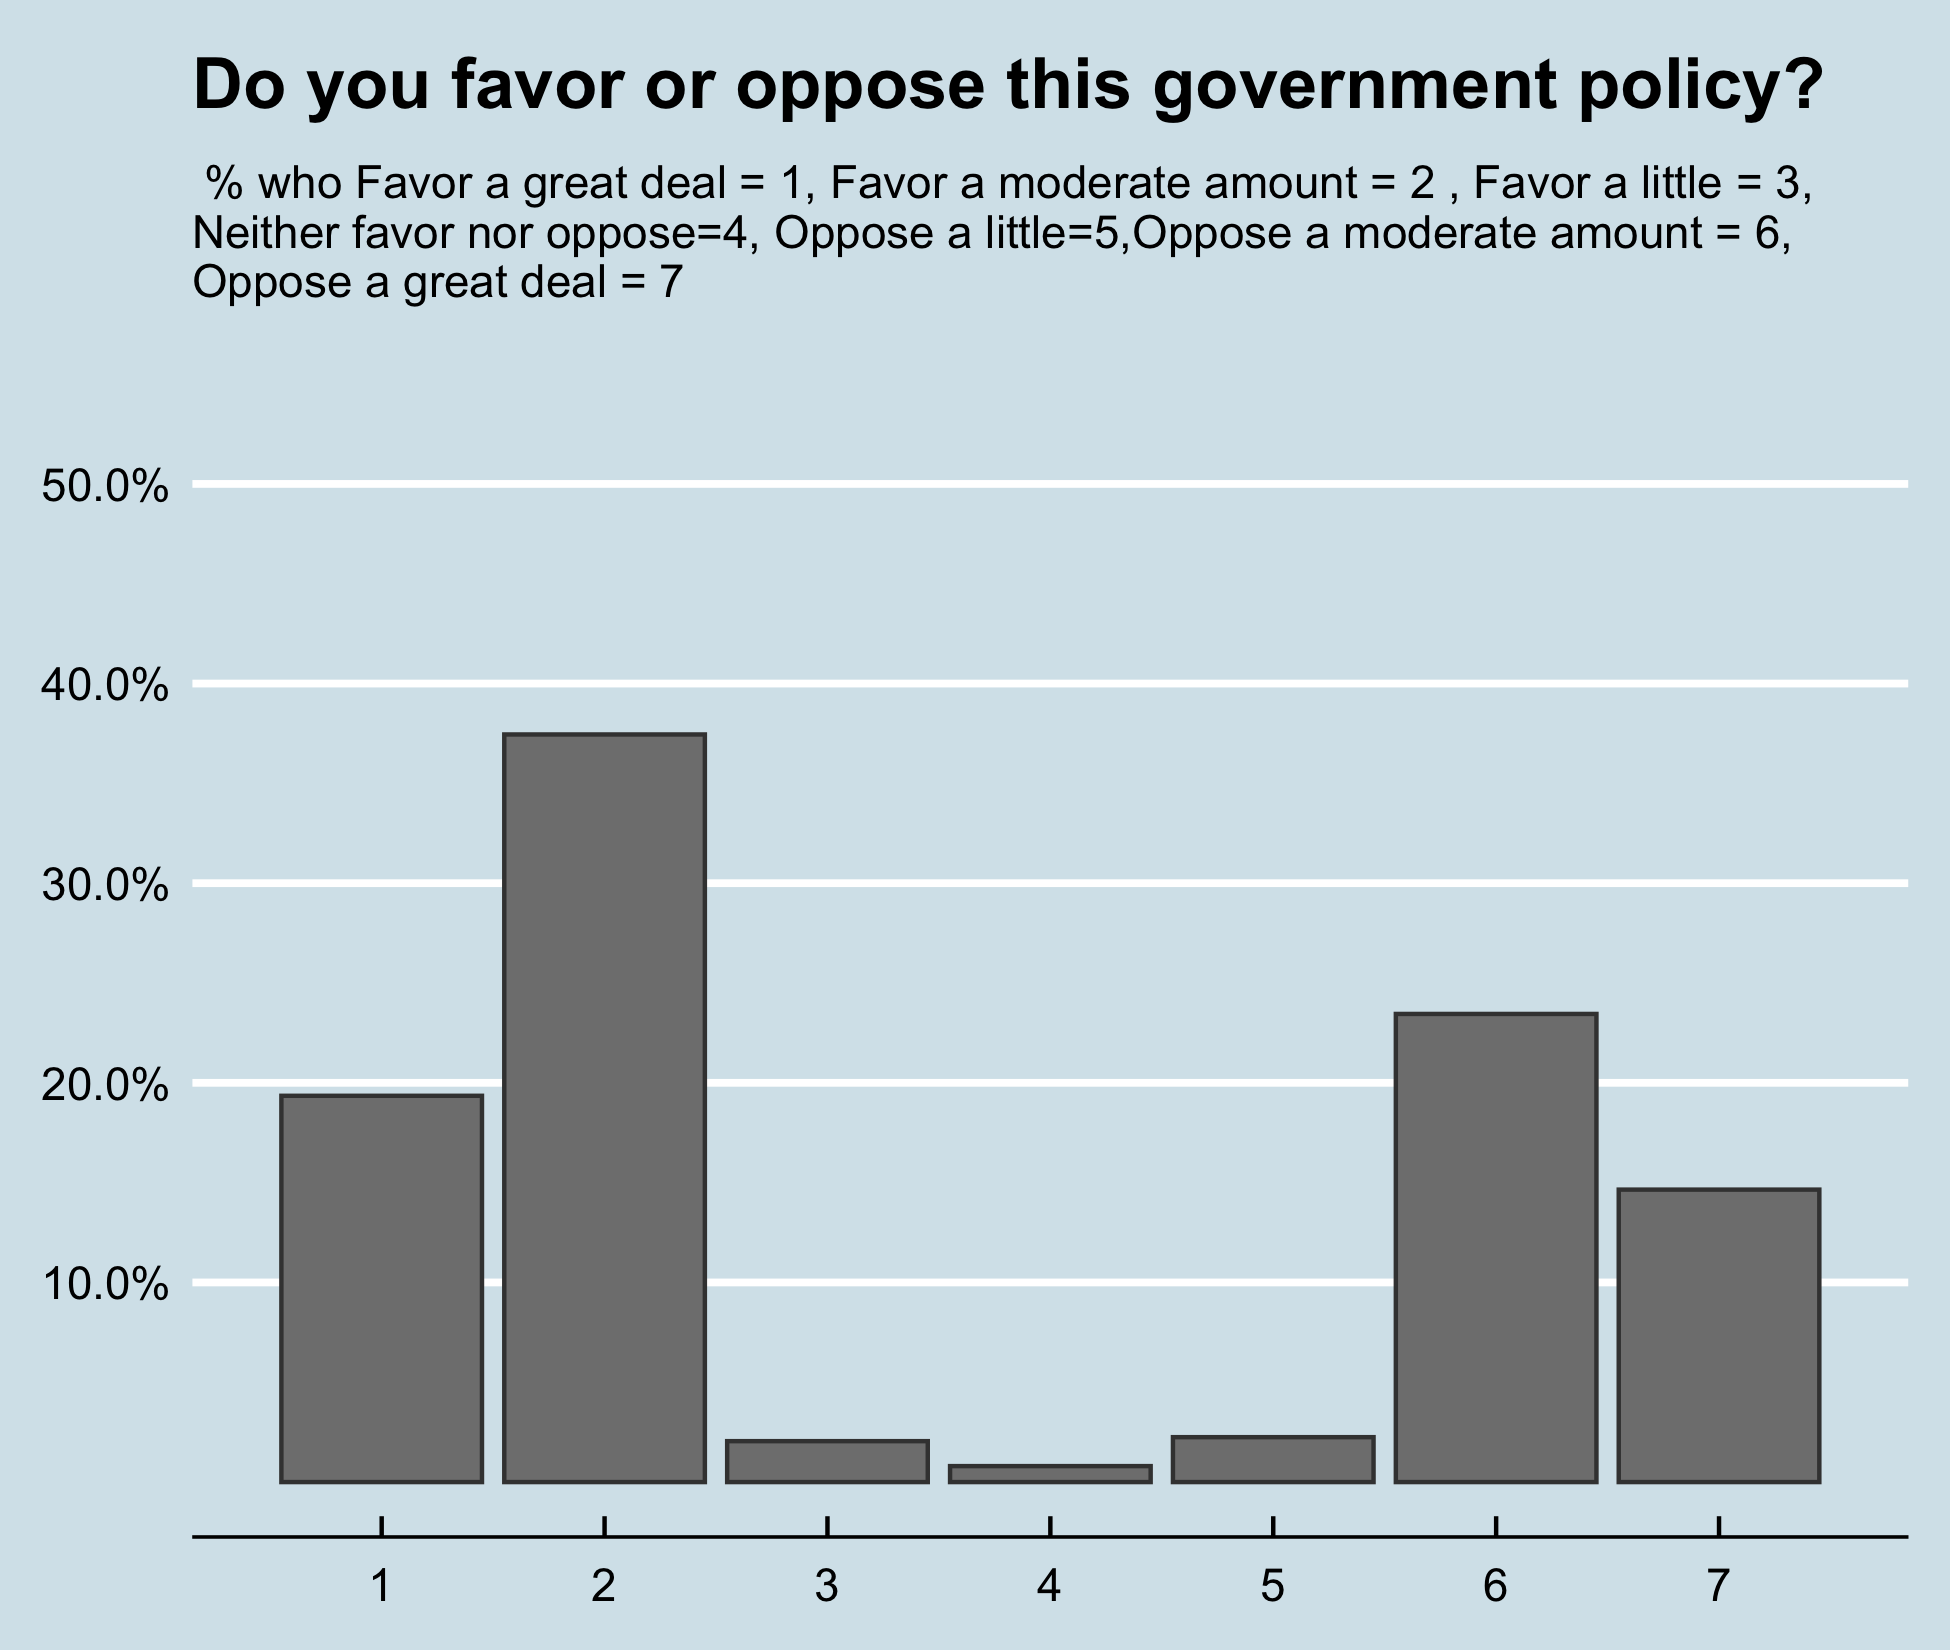 Do you favor or oppose this government policy?
% who Favor a great deal = 1, Favor a moderate amount = 2 , Favor a little = 3,
Neither favor nor oppose=4, Oppose a little=5,Oppose a moderate amount = 6,
Oppose a great deal = 7
50.0%
40.0%
30.0%
20.0%
10.0%
1 2 3 4 5 6 7